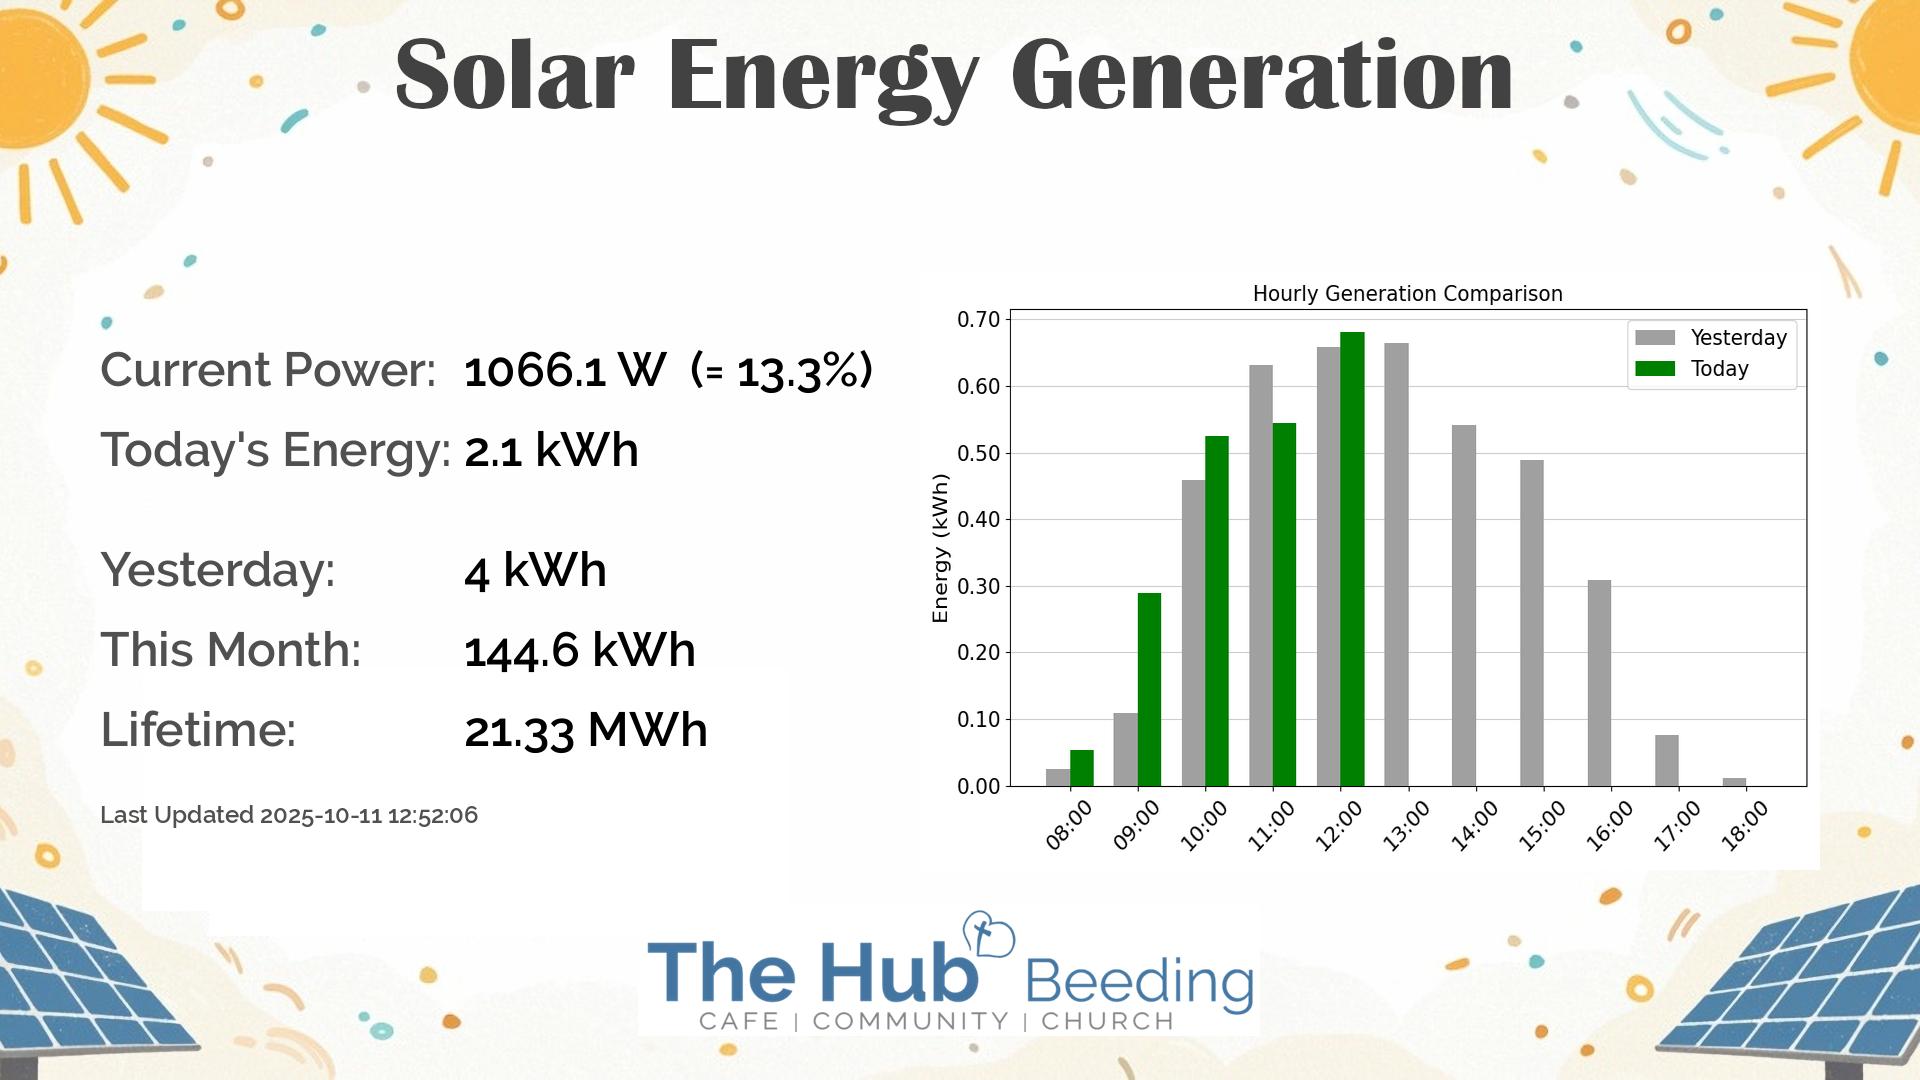 Solar Energy Generation
Current Power: 1066.1 W (= 13.3%)
Today's Energy: 2.1 kWh
Yesterday: 4 kWh
This Month: 144.6 kWh
Lifetime: 21.33 MWh
Last Updated 2025-10-11 12:52:06
Hourly Generation Comparison
Yesterday
Today
Energy (kWh)
0.70
0.60
0.50
0.40
0.30
0.20
0.10
0.00
08:00 09:00 10:00 11:00 12:00 13:00 14:00 15:00 16:00 17:00 18:00
The Hub Beeding
CAFE | COMMUNITY | CHURCH